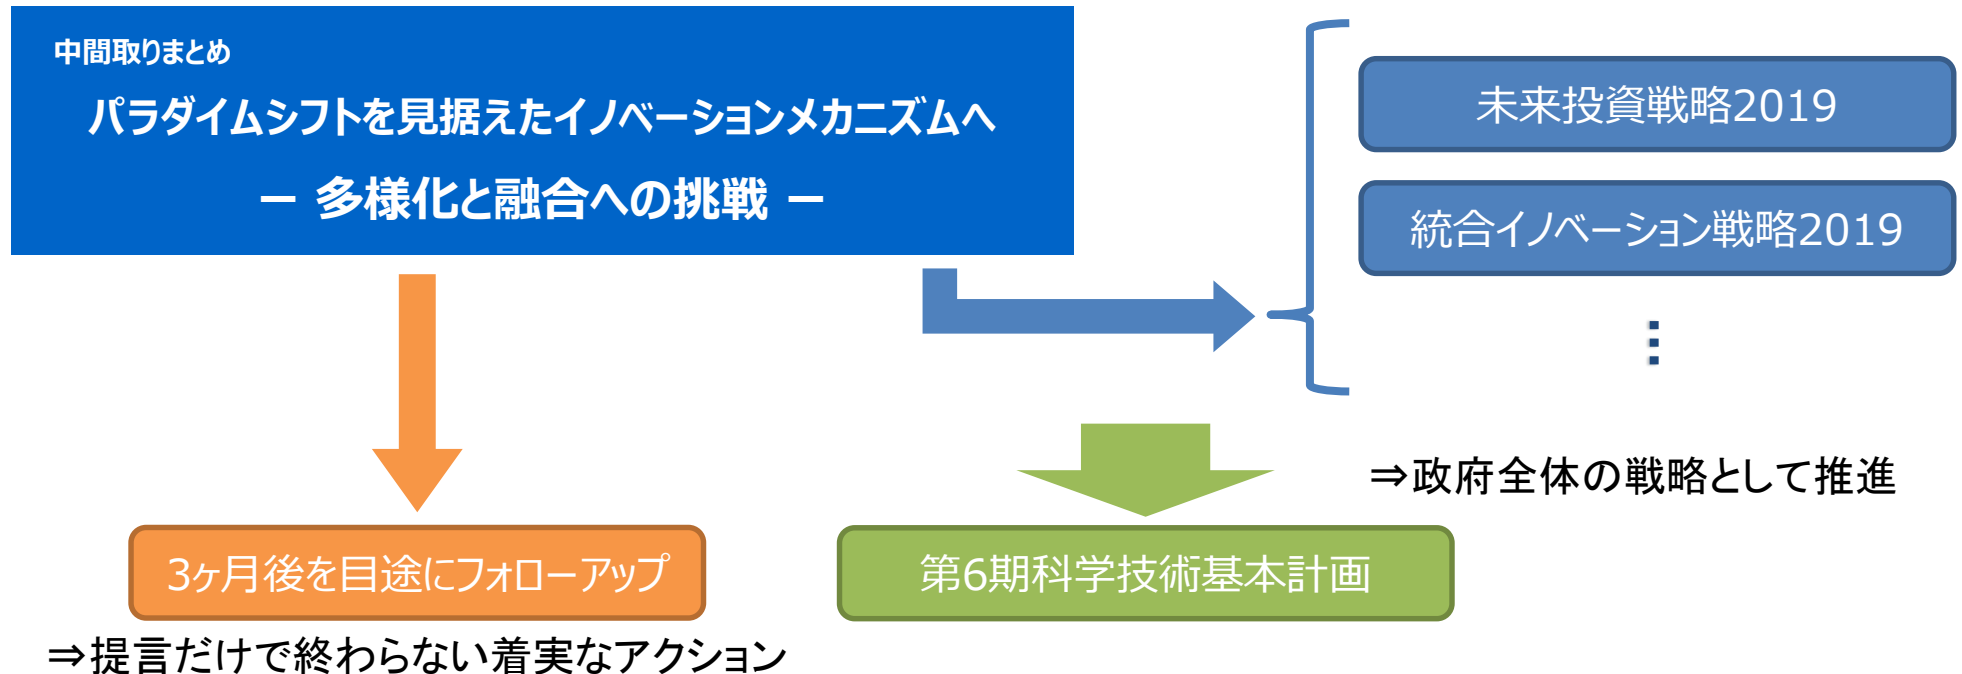 中間取りまとめ
パラダイムシフトを見据えたイノベーションメカニズムへ
－ 多様化と融合への挑戦 －
未来投資戦略2019
統合イノベーション戦略2019
⇒政府全体の戦略として推進
3ヶ月後を目途にフォローアップ
第6期科学技術基本計画
⇒提言だけで終わらない着実なアクション